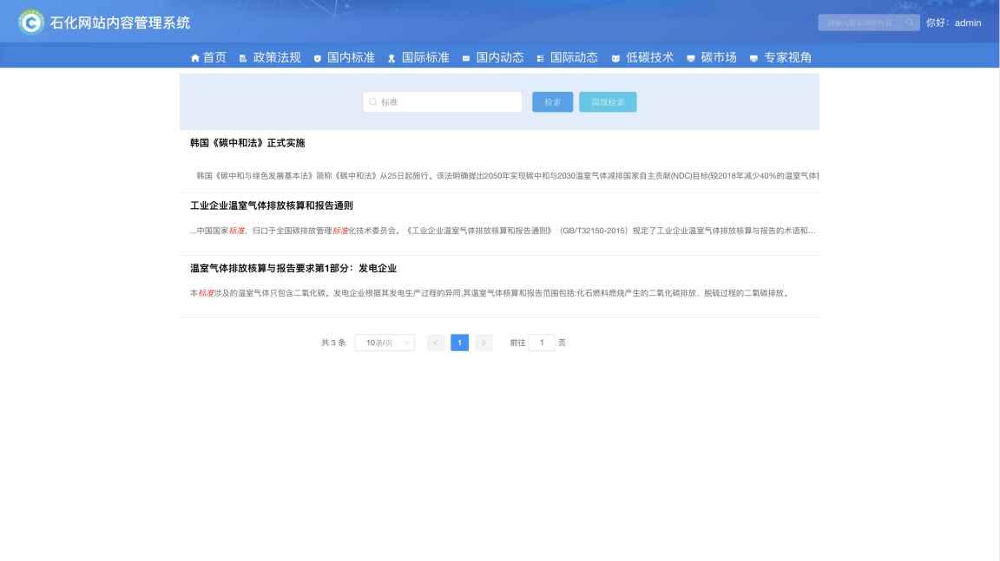 石化网站内容管理系统
请输入要查询的内容
你好：admin
首页 政策法规 国内标准 国际标准 国内动态 国际动态 低碳技术 碳市场 专家视角
标准 检索 高级检索
韩国《碳中和法》正式实施
韩国《碳中和与绿色发展基本法》简称《碳中和法》从25日起施行。该法明确提出2050年实现碳中和与2030温室气体减排国家自主贡献(NDC)目标(较2018年减少40%的温室气体
工业企业温室气体排放核算和报告通则
...中国国家标准，归口于全国碳排放管理标准化技术委员会。《工业企业温室气体排放核算和报告通则》（GB/T32150-2015）规定了工业企业温室气体排放核算与报告的术语和...
温室气体排放核算与报告要求第1部分：发电企业
本标准涉及的温室气体只包含二氧化碳。发电企业根据其发电生产过程的异同,其温室气体核算和报告范围包括:化石燃料燃烧产生的二氧化碳排放、脱硫过程的二氧碳排放。
共 3 条 10条/页 1 前往 1 页